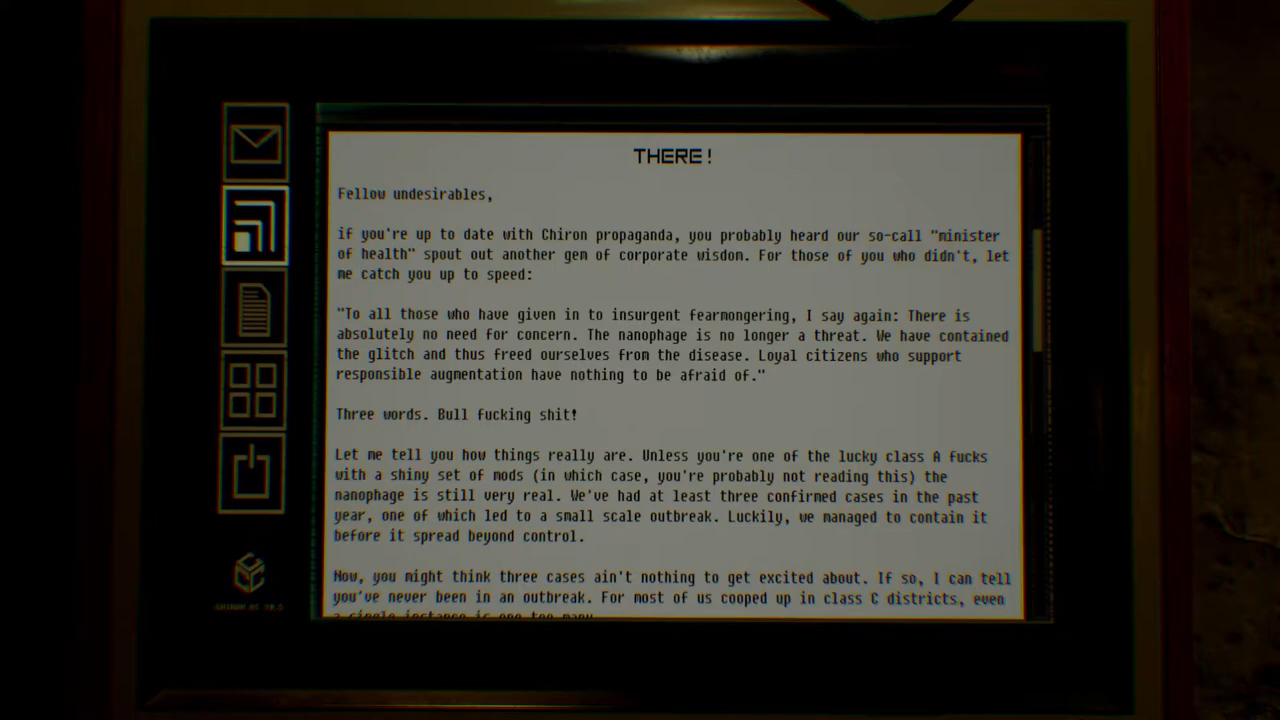 THERE!
Fellow undesirables,
if you're up to date with Chiron propaganda, you probably heard our so-call "minister
of health" spout out another gem of corporate wisdom. For those of you who didn't, let
me catch you up to speed:
"To all those who have given in to insurgent fearmongering, I say again: There is
absolutely no need for concern. The nanophage is no longer a threat. We have contained
the glitch and thus freed ourselves from the disease. Loyal citizens who support
responsible augmentation have nothing to be afraid of."
Three words. Bull fucking shit!
Let me tell you how things really are. Unless you're one of the lucky class A fucks
with a shiny set of mods (in which case, you're probably not reading this) the
nanophage is still very real. We've had at least three confirmed cases in the past
year, one of which led to a small scale outbreak. Luckily, we managed to contain it
before it spread beyond control.
Now, you might think three cases ain't nothing to get excited about. If so, I can tell
you've never been in an outbreak. For most of us cooped up in class C districts, even
a single instance is one too many